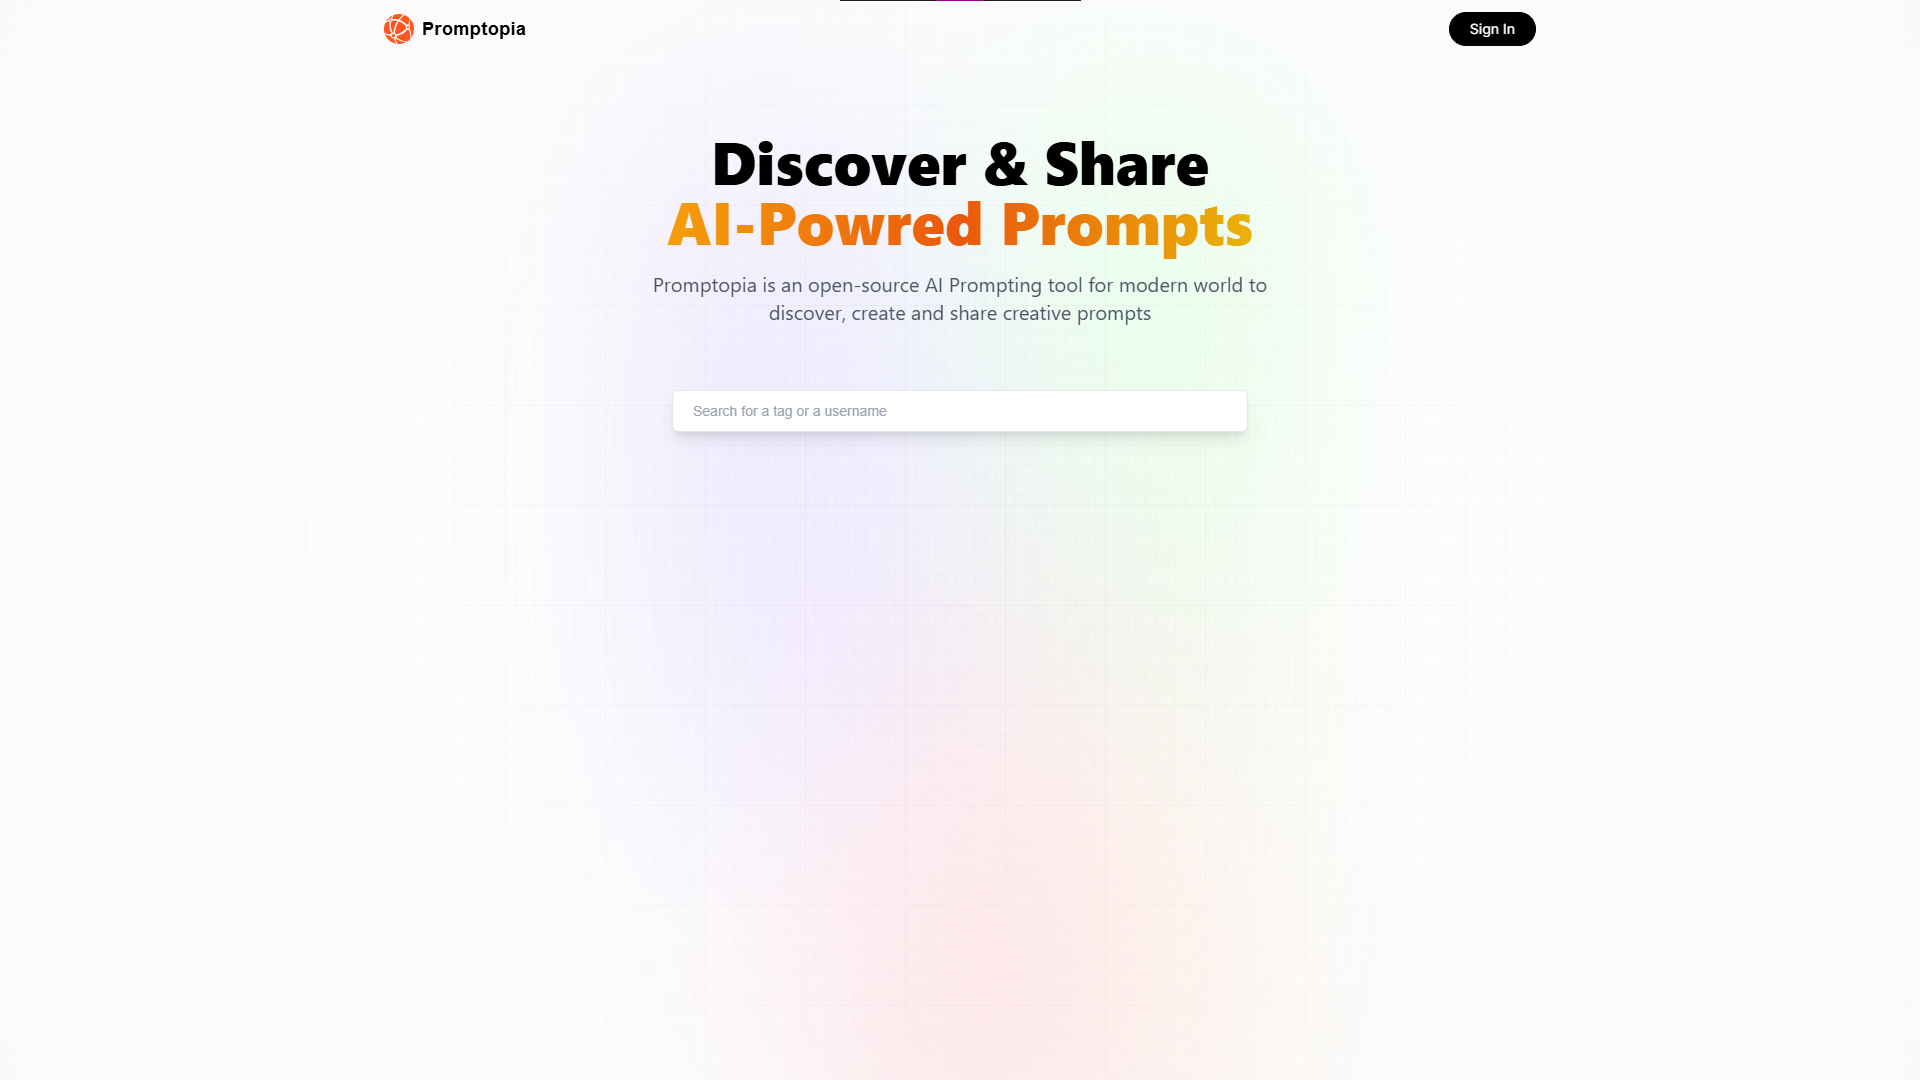 Promptopia
Sign In
Discover & Share
AI-Powred Prompts
Promptopia is an open-source AI Prompting tool for modern world to
discover, create and share creative prompts
Search for a tag or a username